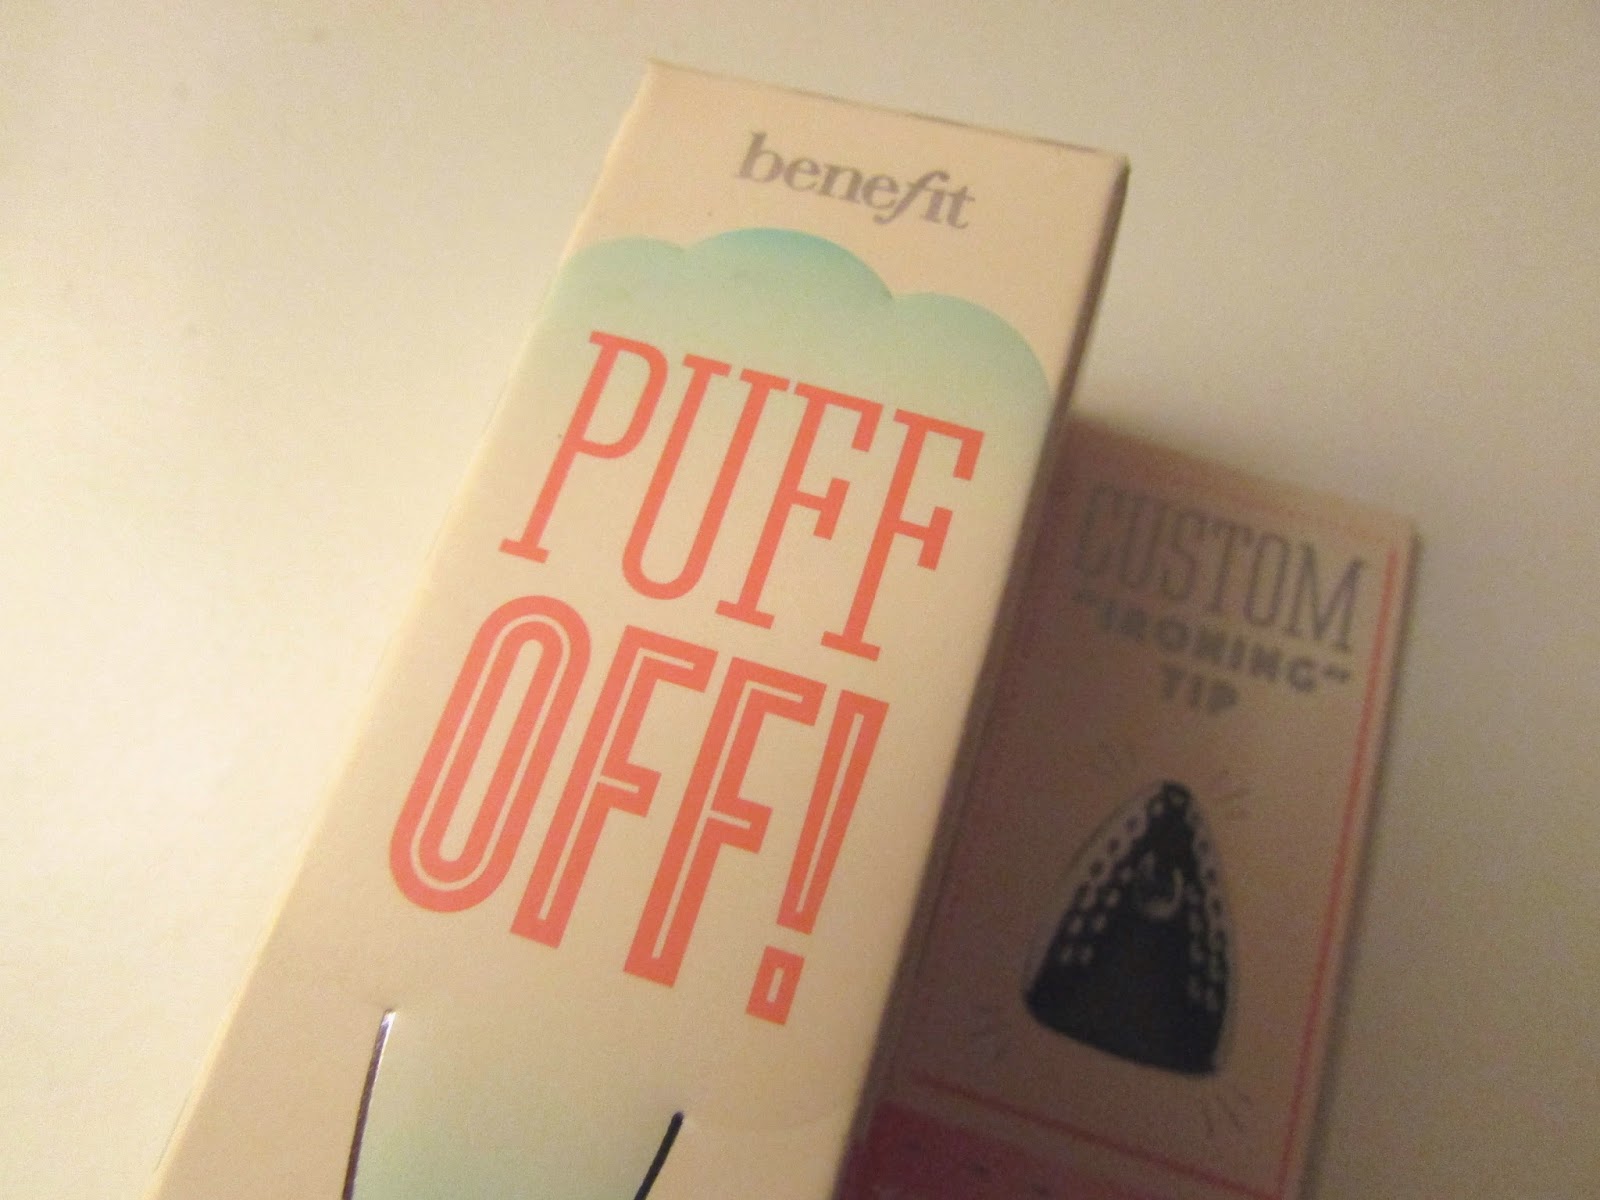 benefit
PUFF
OFF!
CUSTOM
"IRONING"
TIP